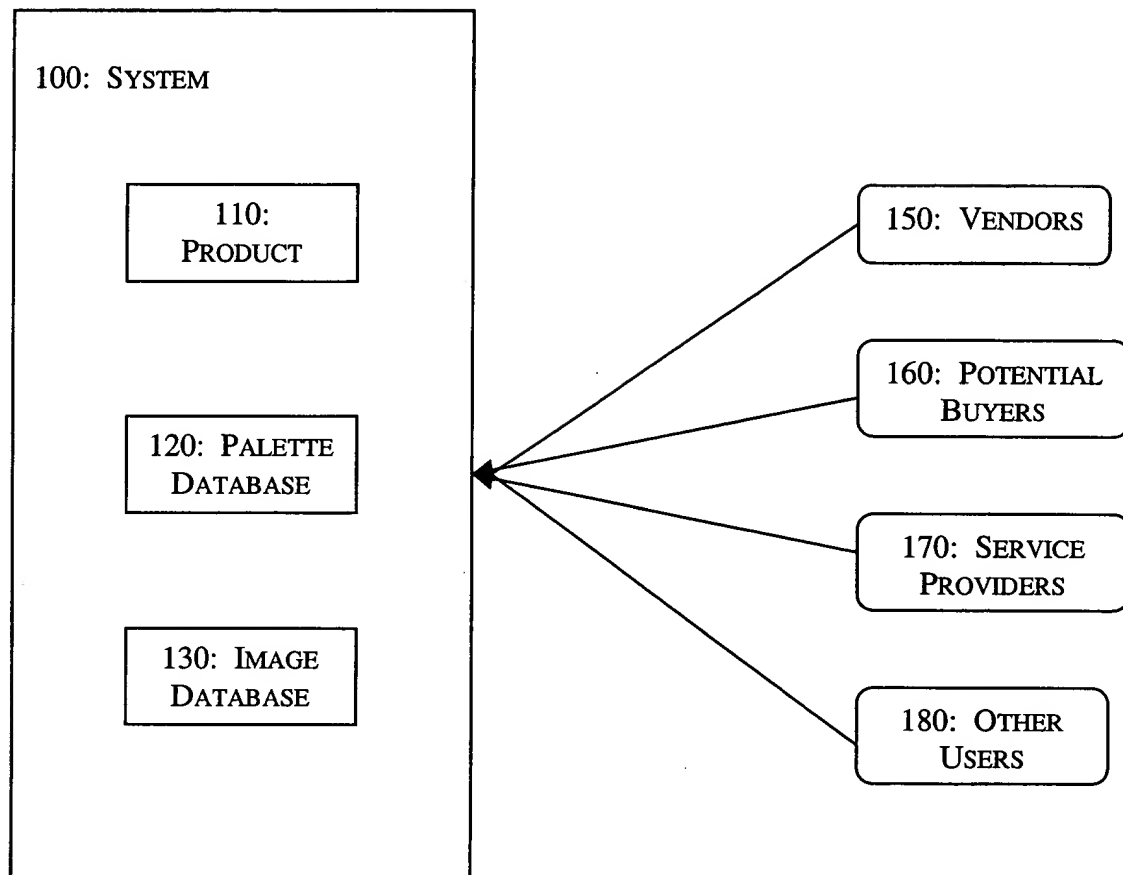 100: SYSTEM
110:
PRODUCT
120: PALETTE
DATABASE
130: IMAGE
DATABASE
150: VENDORS
160: POTENTIAL
BUYERS
170: SERVICE
PROVIDERS
180: OTHER
USERS